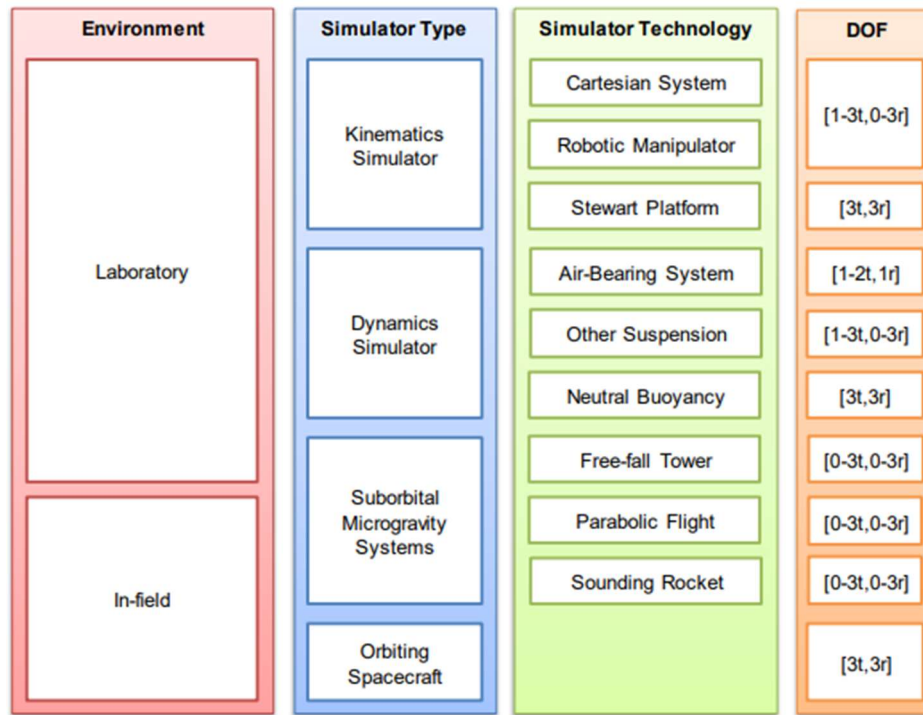 Environment
Simulator Type
Simulator Technology
DOF
Laboratory
In-field
Kinematics
Simulator
Dynamics
Simulator
Suborbital
Microgravity
Systems
Orbiting
Spacecraft
Cartesian System
Robotic Manipulator
Stewart Platform
Air-Bearing System
Other Suspension
Neutral Buoyancy
Free-fall Tower
Parabolic Flight
Sounding Rocket
[1-3t,0-3r]
[3t,3r]
[1-2t,1r]
[1-3t,0-3r]
[3t,3r]
[0-3t,0-3r]
[0-3t,0-3r]
[0-3t,0-3r]
[3t,3r]